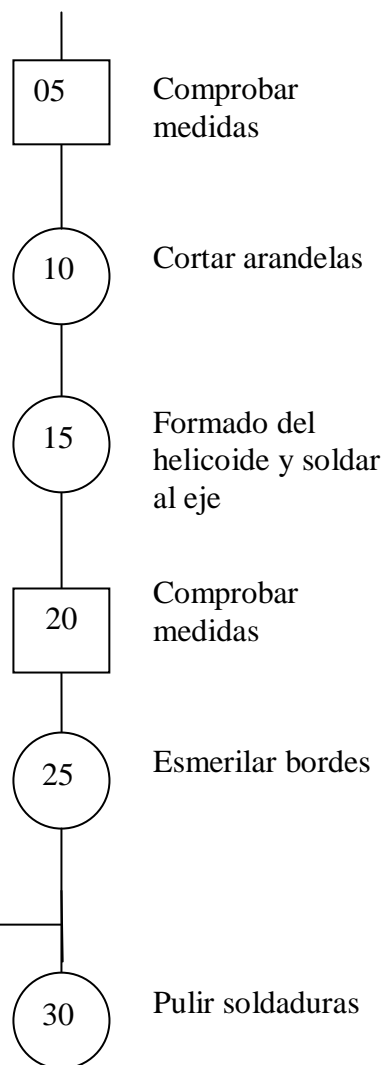 05
Comprobar
medidas
10
Cortar arandelas
15
Formado del
helicoide y soldar
al eje
20
Comprobar
medidas
25
Esmerilar bordes
30
Pulir soldaduras